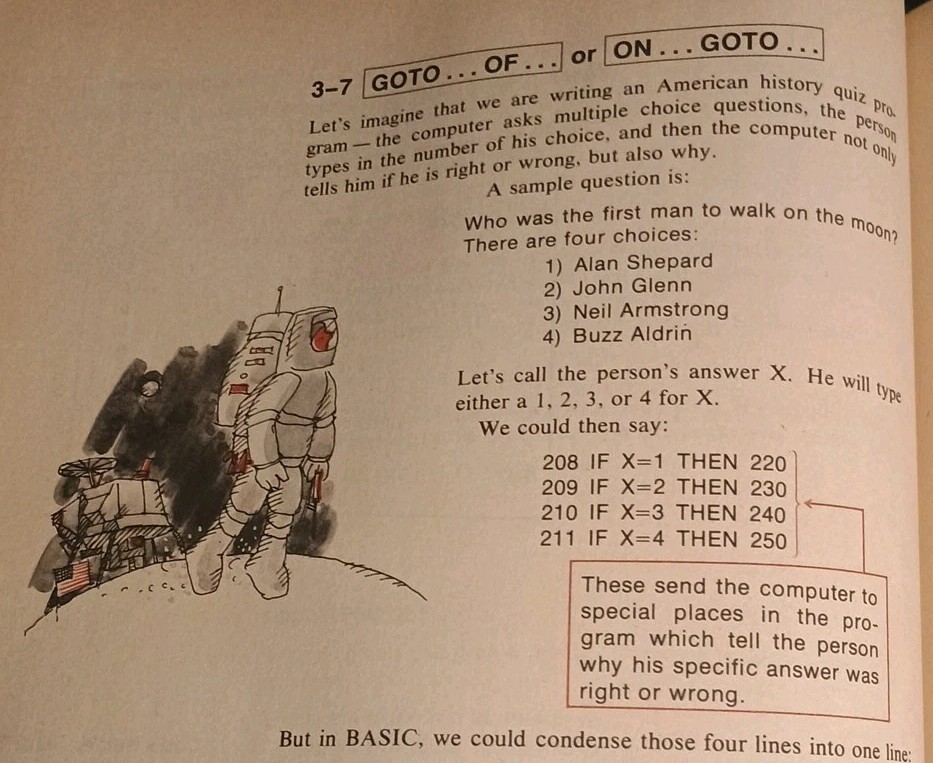 3–7 GOTO . . . OF . . . or ON . . . GOTO . . .
Let's imagine that we are writing an American history quiz pro-
gram — the computer asks multiple choice questions, the person
types in the number of his choice, and then the computer not only
tells him if he is right or wrong, but also why.
A sample question is:
Who was the first man to walk on the moon?
There are four choices:
1) Alan Shepard
2) John Glenn
3) Neil Armstrong
4) Buzz Aldrin
Let's call the person's answer X. He will type
either a 1, 2, 3, or 4 for X.
We could then say:
208 IF X=1 THEN 220
209 IF X=2 THEN 230
210 IF X=3 THEN 240
211 IF X=4 THEN 250
These send the computer to
special places in the pro-
gram which tell the person
why his specific answer was
right or wrong.
But in BASIC, we could condense those four lines into one line: